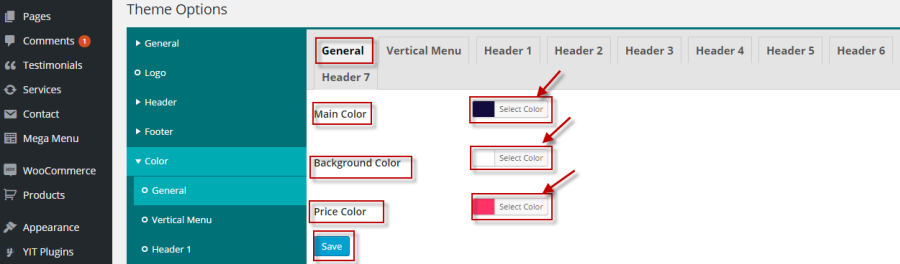 Theme Options
Pages
Comments 1
Testimonials
Services
Contact
Mega Menu
WooCommerce
Products
Appearance
YIT Plugins
General
Logo
Header
Footer
Color
General
Vertical Menu
Header 1
General Vertical Menu Header 1 Header 2 Header 3 Header 4 Header 5 Header 6
Header 7
Main Color Select Color
Background Color Select Color
Price Color Select Color
Save